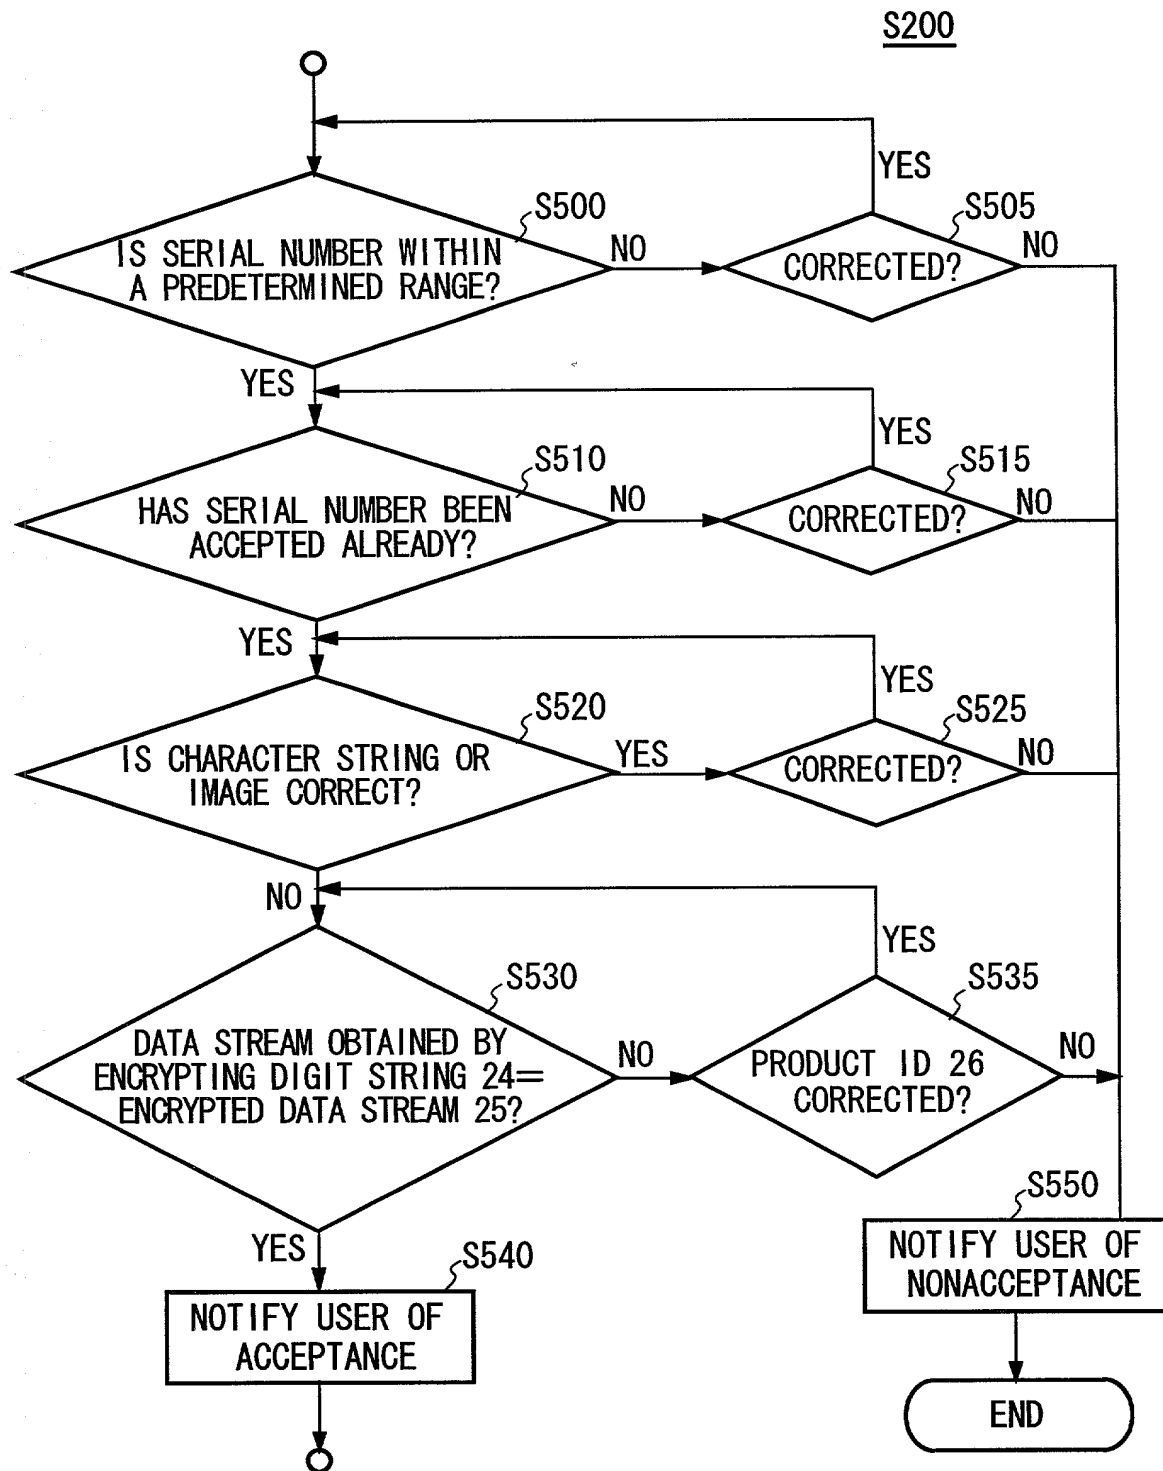 S200
YES
S500
S505
IS SERIAL NUMBER WITHIN
A PREDETERMINED RANGE?
NO
CORRECTED?
NO
YES
YES
S510
S515
HAS SERIAL NUMBER BEEN
ACCEPTED ALREADY?
NO
CORRECTED?
NO
YES
YES
S520
S525
IS CHARACTER STRING OR
IMAGE CORRECT?
YES
CORRECTED?
NO
NO
YES
S530
S535
DATA STREAM OBTAINED BY
ENCRYPTING DIGIT STRING 24=
ENCRYPTED DATA STREAM 25?
NO
PRODUCT ID 26
CORRECTED?
NO
YES
S540
S550
NOTIFY USER OF
ACCEPTANCE
NOTIFY USER OF
NONACCEPTANCE
END